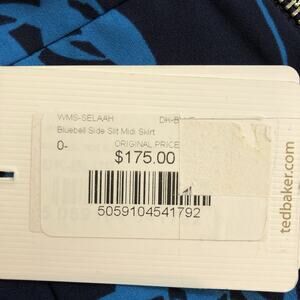 WMS-SELAAH
Bluebell Side Slit Midi Skirt
0- ORIGINAL PRICE
$175.00
5059104541792
tedbaker.com